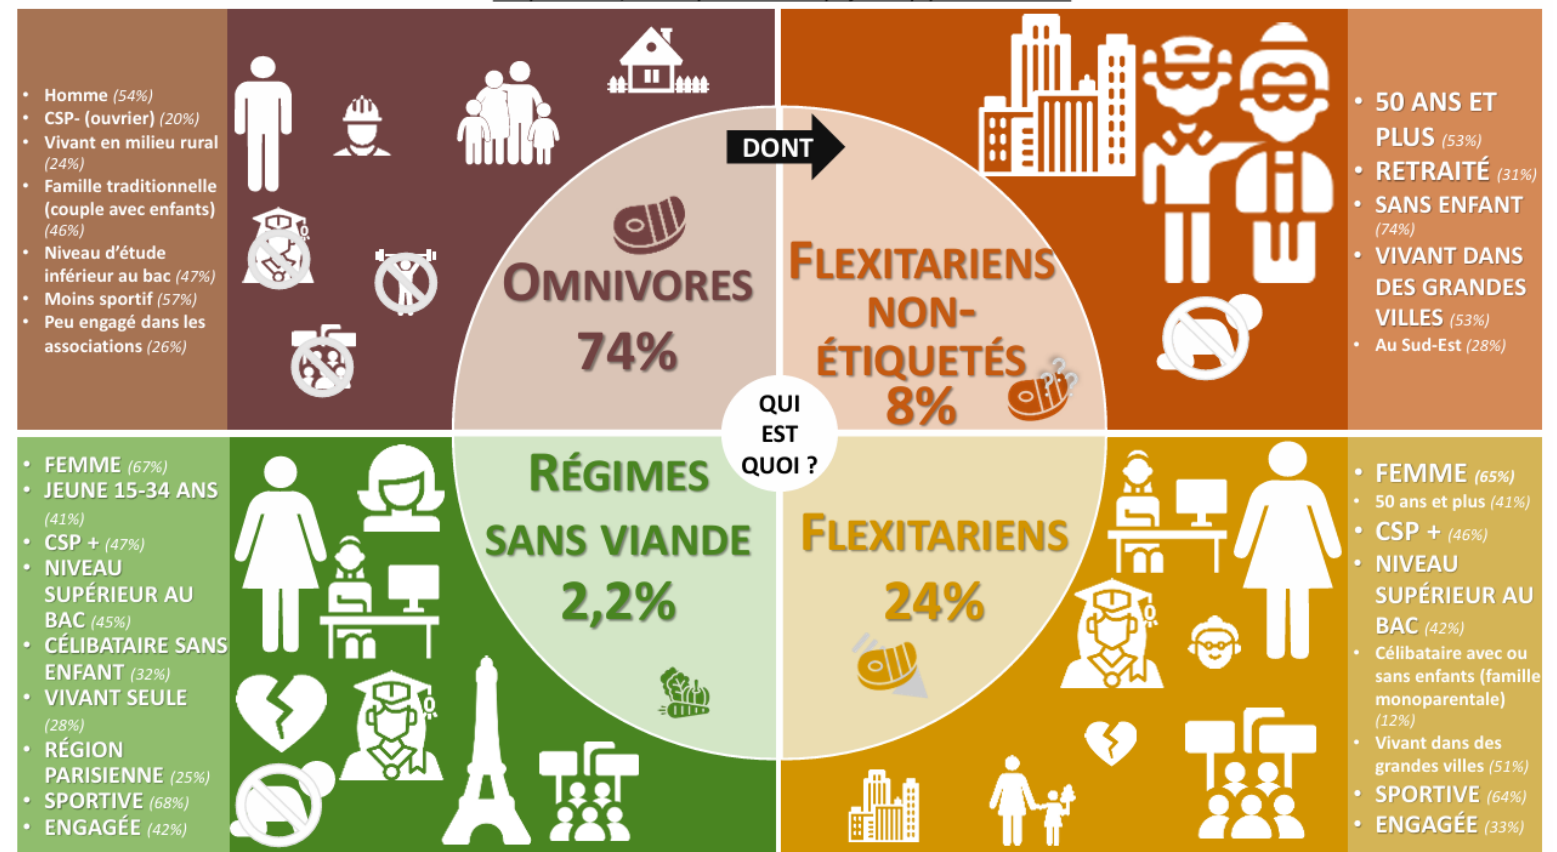 • Homme (54%)
• CSP- (ouvrier) (20%)
• Vivant en milieu rural
(24%)
• Famille traditionnelle
(couple avec enfants)
(46%)
• Niveau d’étude
inférieur au bac (47%)
• Moins sportif (57%)
• Peu engagé dans les
associations (26%)
OMNIVORES
74%
DONT
FLEXITARIENS
NON-
ÉTIQUETÉS
???
8%
• 50 ANS ET
PLUS (53%)
• RETRAITÉ (31%)
• SANS ENFANT
(74%)
• VIVANT DANS
DES GRANDES
VILLES (53%)
• Au Sud-Est (28%)
QUI
EST
QUOI ?
• FEMME (67%)
• JEUNE 15-34 ANS
(41%)
• CSP + (47%)
• NIVEAU
SUPÉRIEUR AU
BAC (45%)
• CÉLIBATAIRE SANS
ENFANT (32%)
• VIVANT SEULE
(28%)
• RÉGION
PARISIENNE (25%)
• SPORTIVE (68%)
• ENGAGÉE (42%)
RÉGIMES
SANS VIANDE
2,2%
FLEXITARIENS
24%
• FEMME (65%)
• 50 ans et plus (41%)
• CSP + (46%)
• NIVEAU
SUPÉRIEUR AU
BAC (42%)
• Célibataire avec ou
sans enfants (famille
monoparentale)
(12%)
• Vivant dans des
grandes villes (51%)
• SPORTIVE (64%)
• ENGAGÉE (33%)